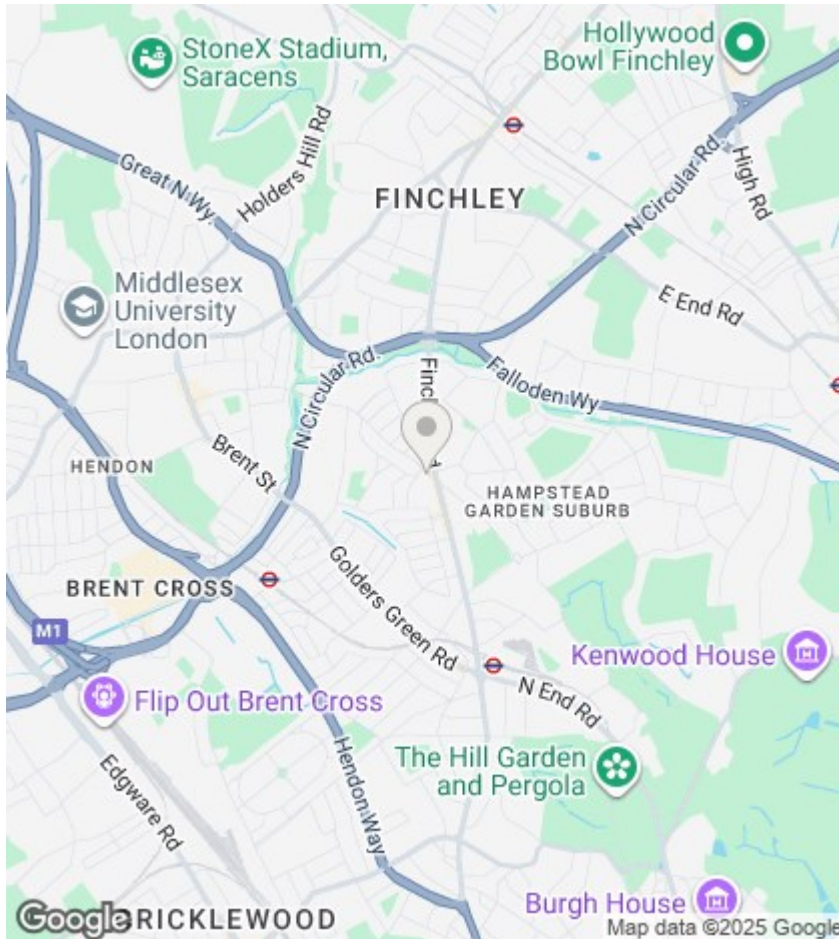 Hollywood
Bowl Finchley
StoneX Stadium,
Saracens
Holders Hill Rd
Great N Wy.
N Circular Rd.
High Rd
FINCHLEY
Middlesex
University
London
E End Rd
N Circular Rd.
Falloden Wy
HENDON
Brent St
HAMPSTEAD
GARDEN SUBURB
BRENT CROSS
Golders Green Rd
M1
Kenwood House
N End Rd
Flip Out Brent Cross
Hendon Way
The Hill Garden
and Pergola
Edgware Rd
Burgh House
Google
Map data ©2025 Google